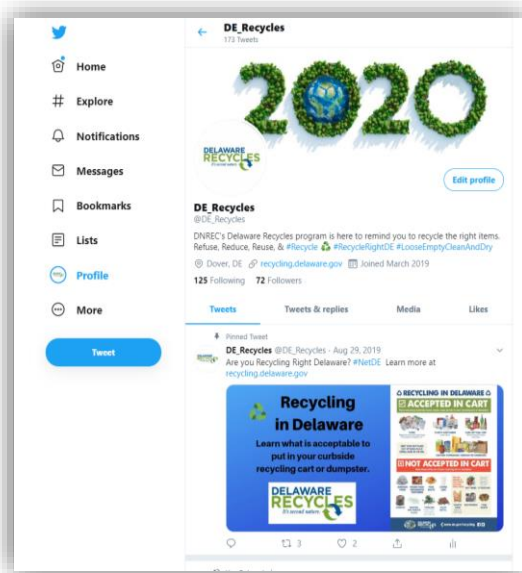 DE_Recycles
173 Tweets
Home
Explore
Notifications
Messages
Bookmarks
Lists
Profile
More
Tweet
2020
DELAWARE
RECYCLES
Edit profile
DE_Recycles
@DE_Recycles
DNREC's Delaware Recycles program is here to remind you to recycle the right items.
Refuse, Reduce, Reuse, & #Recycle #RecycleRightDE #LooseEmptyCleanAndDry
Dover, DE recycling.delaware.gov Joined March 2019
125 Following 72 Followers
Tweets Tweets & replies Media Likes
Pinned Tweet
DE_Recycles @DE_Recycles · Aug 29, 2019
Are you Recycling Right Delaware? #NetDE Learn more at
recycling.delaware.gov
Recycling
in Delaware
Learn what is acceptable to
put in your curbside
recycling cart or dumpster.
DELAWARE
RECYCLES
It's second nature.
RECYCLING IN DELAWARE
ACCEPTED IN CART
NOT ACCEPTED IN CART
3 2